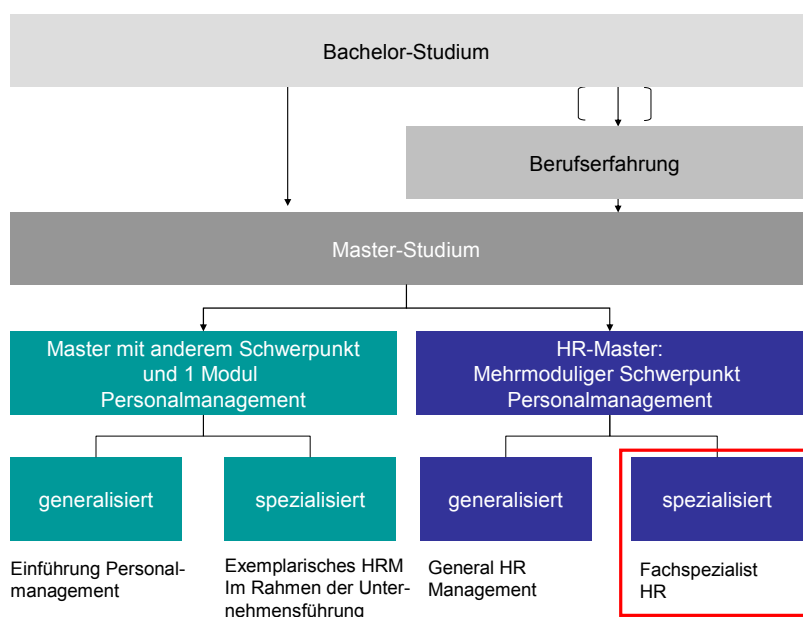 Bachelor-Studium
Berufserfahrung
Master-Studium
Master mit anderem Schwerpunkt
und 1 Modul
Personalmanagement
HR-Master:
Mehrmoduliger Schwerpunkt
Personalmanagement
generalisiert
spezialisiert
generalisiert
spezialisiert
Einführung Personal-
management
Exemplarisches HRM
Im Rahmen der Unter-
nehmensführung
General HR
Management
Fachspezialist
HR